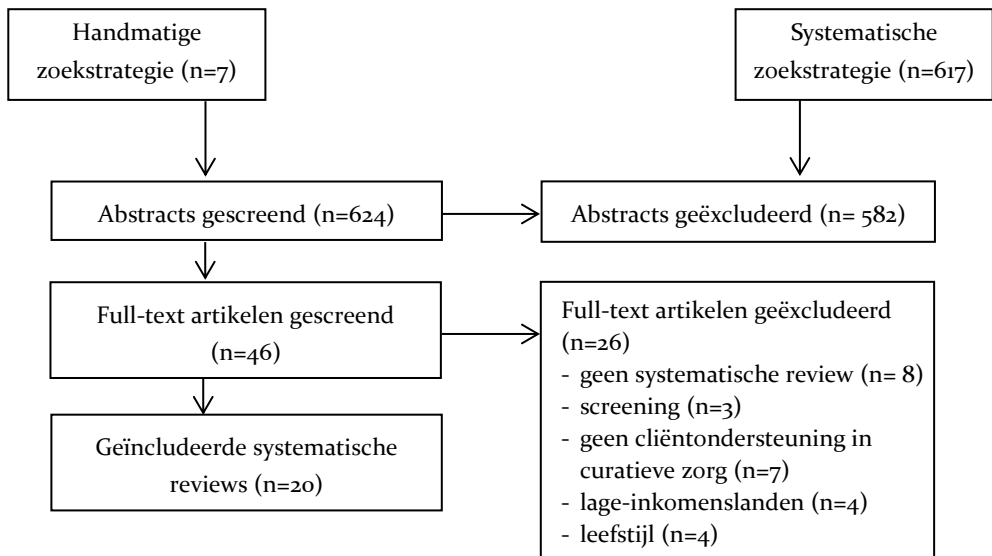 Handmatige
zoekstrategie (n=7)
Systematische
zoekstrategie (n=617)
Abstracts gescreend (n=624)
Abstracts geëxcludeerd (n= 582)
Full-text artikelen gescreend
(n=46)
Full-text artikelen geëxcludeerd
(n=26)
- geen systematische review (n= 8)
- screening (n=3)
- geen cliëntondersteuning in
curatieve zorg (n=7)
- lage-inkomenslanden (n=4)
- leefstijl (n=4)
Geïncludeerde systematische
reviews (n=20)